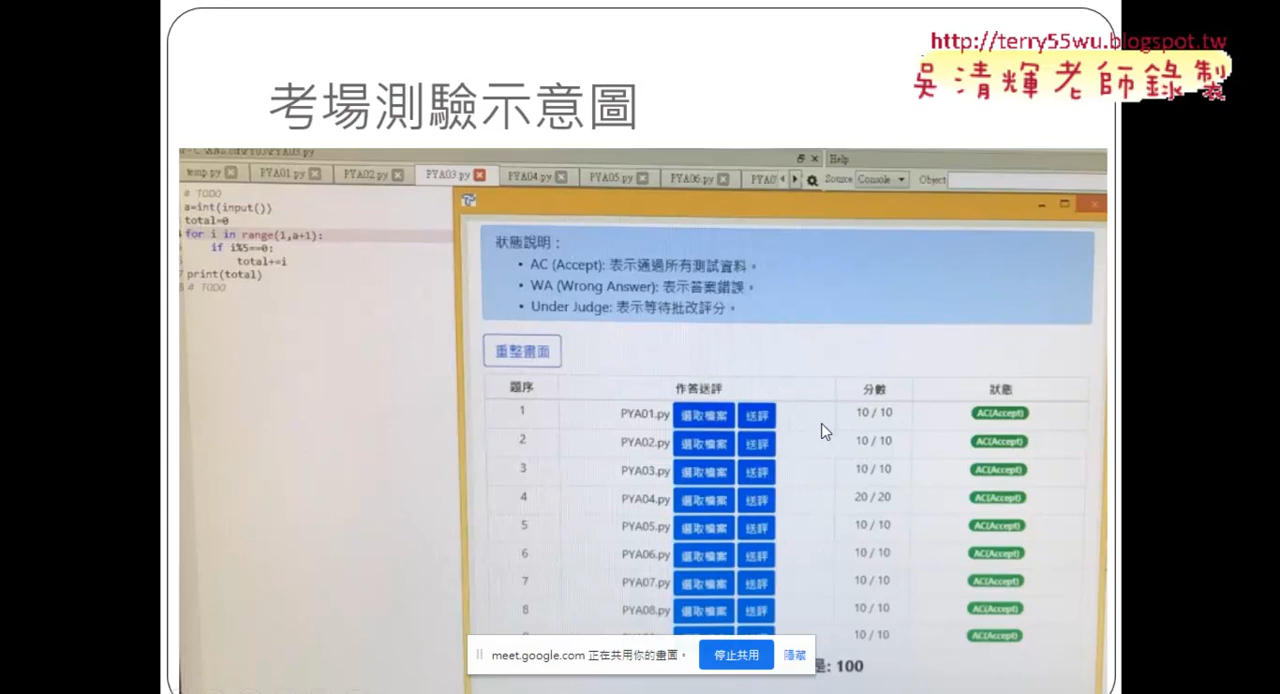 http://terry55wu.blogspot.tw
吳清輝老師錄製
考場測驗示意圖
temp.py
PYA01.py
PYA02.py
PYA03.py
PYA04.py
PYA05.py
PYA06.py
Help
Source
Console
Object
# TODO
a=int(input())
total=0
for i in range(1,a+1):
if i%5==0:
total+=i
print(total)
# TODO
狀態說明：
• AC (Accept): 表示通過所有測試資料。
• WA (Wrong Answer): 表示答案錯誤。
• Under Judge: 表示等待批改評分。
重整畫面
題序 作答送評 分數 狀態
1 PYA01.py 選取檔案 送評 10 / 10 AC(Accept)
2 PYA02.py 選取檔案 送評 10 / 10 AC(Accept)
3 PYA03.py 選取檔案 送評 10 / 10 AC(Accept)
4 PYA04.py 選取檔案 送評 20 / 20 AC(Accept)
5 PYA05.py 選取檔案 送評 10 / 10 AC(Accept)
6 PYA06.py 選取檔案 送評 10 / 10 AC(Accept)
7 PYA07.py 選取檔案 送評 10 / 10 AC(Accept)
8 PYA08.py 選取檔案 送評 10 / 10 AC(Accept)
10 / 10 AC(Accept)
meet.google.com 正在共用你的畫面。 停止共用 隱藏
是: 100